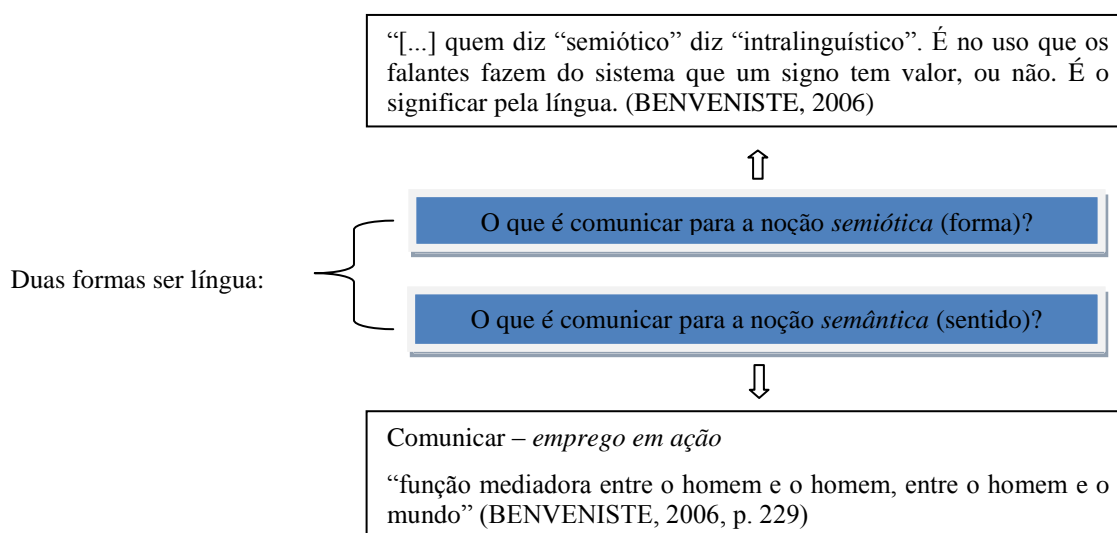 “[...] quem diz “semiótico” diz “intralinguístico”. É no uso que os
falantes fazem do sistema que um signo tem valor, ou não. É o
significar pela língua. (BENVENISTE, 2006)
O que é comunicar para a noção semiótica (forma)?
Duas formas ser língua:
O que é comunicar para a noção semântica (sentido)?
Comunicar – emprego em ação
“função mediadora entre o homem e o homem, entre o homem e o
mundo” (BENVENISTE, 2006, p. 229)